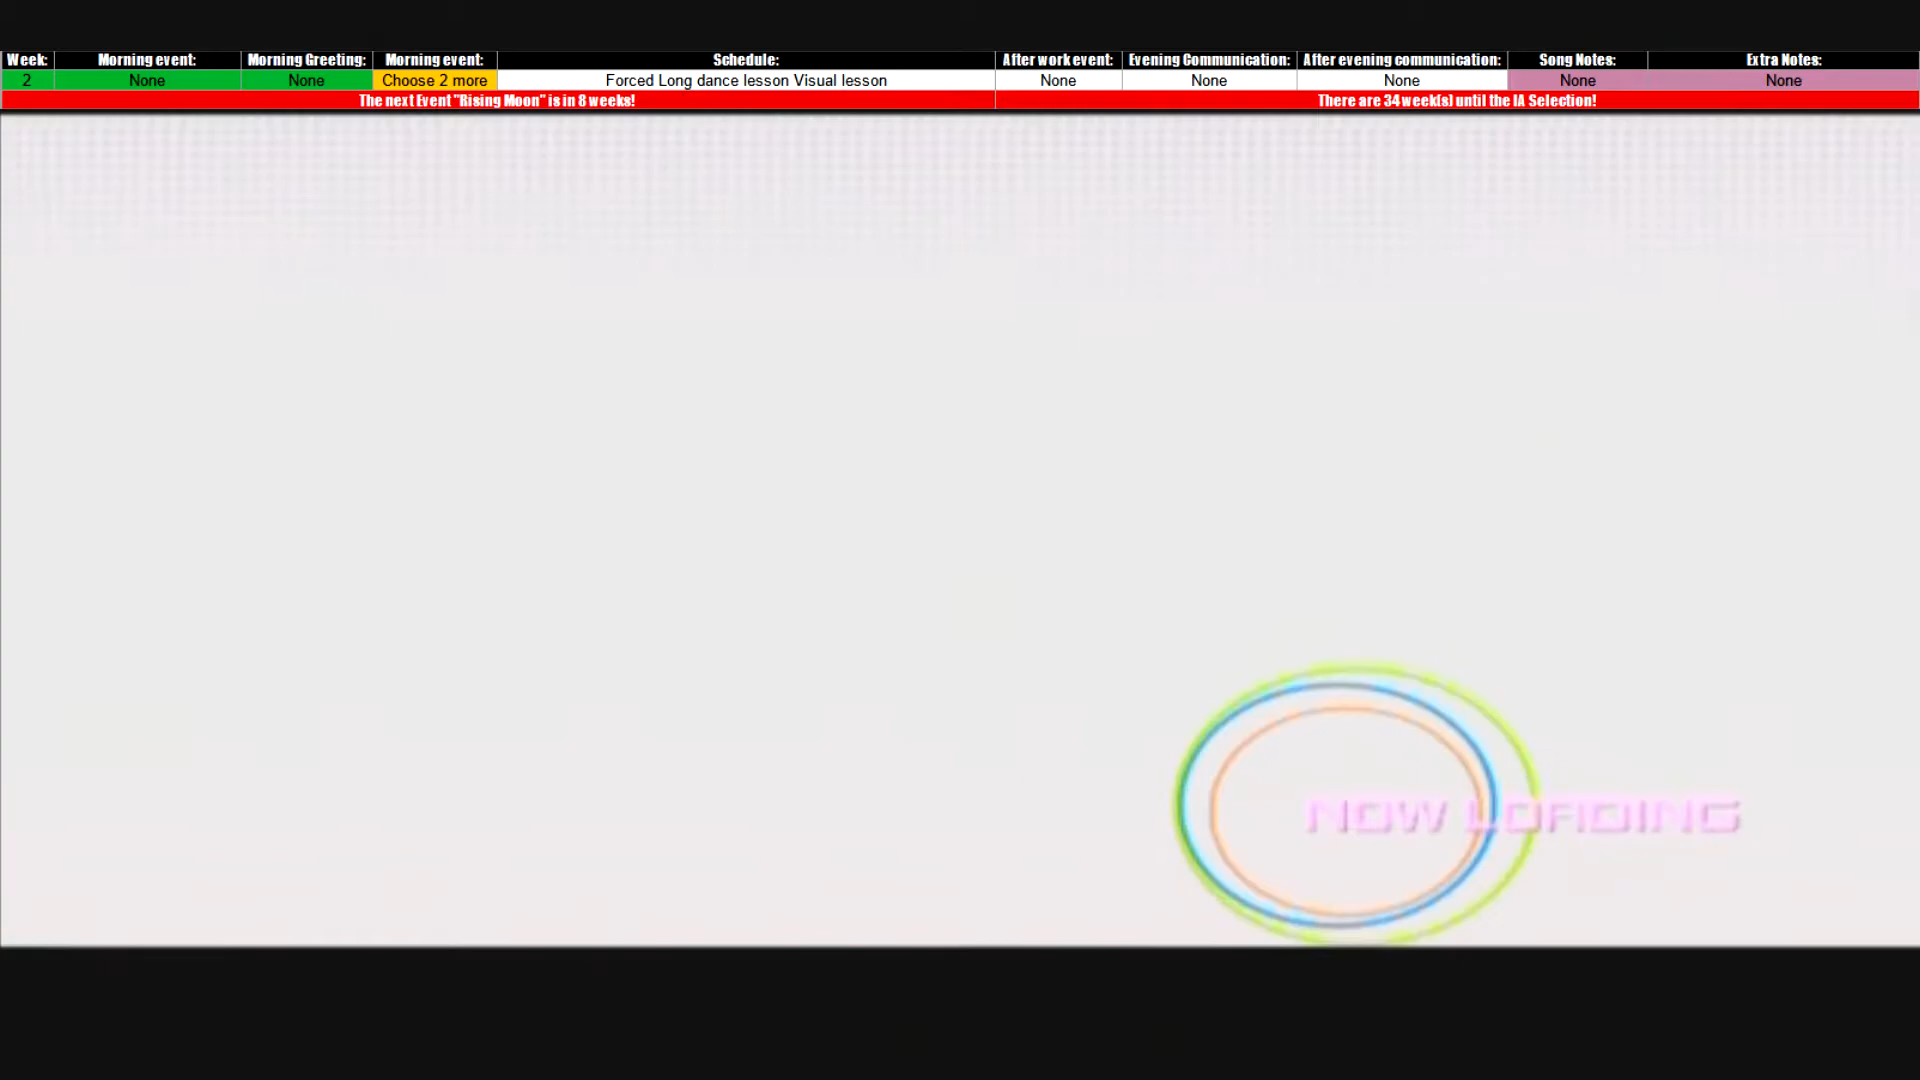 Week: Morning event: Morning Greeting: Morning event: Schedule: After work event: Evening Communication: After evening communication: Song Notes: Extra Notes:
2 None None Choose 2 more Forced Long dance lesson Visual lesson None None None None None
The next Event "Rising Moon" is in 8 weeks! There are 34 week(s) until the IA Selection!
NOW LOADING